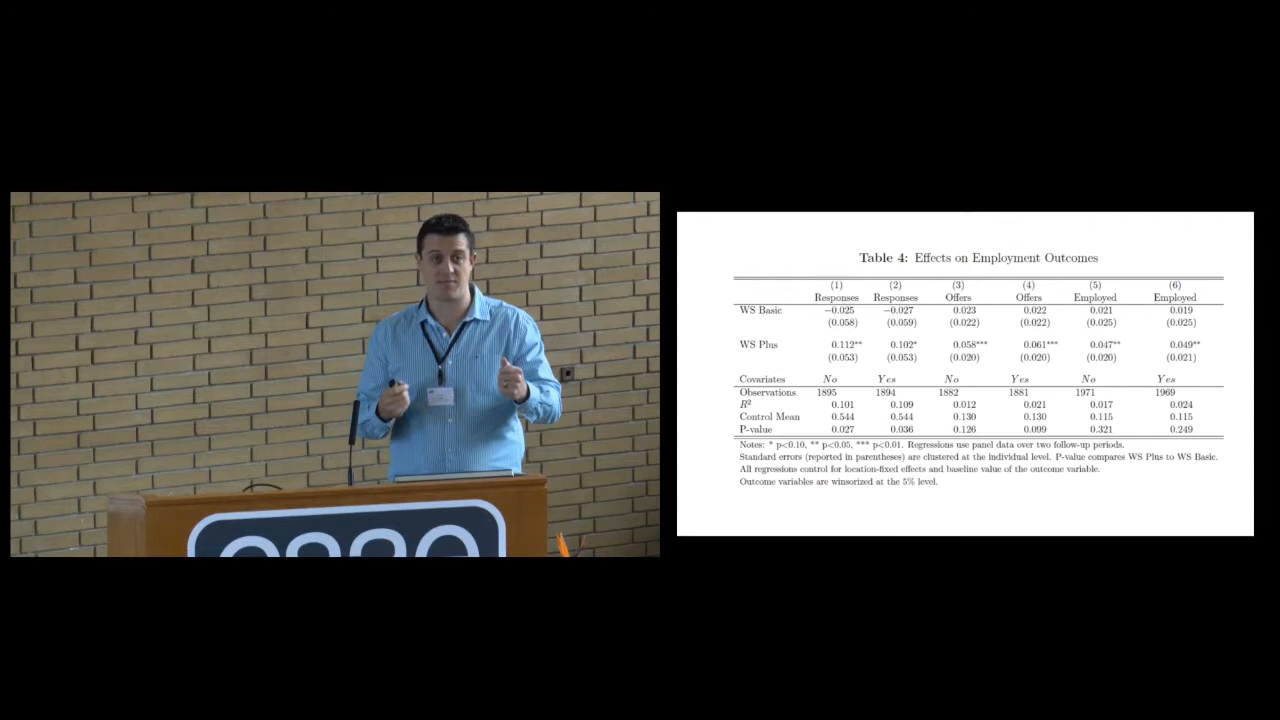 Table 4: Effects on Employment Outcomes
(1) (2) (3) (4) (5) (6)
Responses Responses Offers Offers Employed Employed
WS Basic −0.025 −0.027 0.023 0.022 0.021 0.019
(0.058) (0.059) (0.022) (0.022) (0.025) (0.025)
WS Plus 0.112** 0.102* 0.058*** 0.061*** 0.047** 0.049**
(0.053) (0.053) (0.020) (0.020) (0.020) (0.021)
Covariates No Yes No Yes No Yes
Observations 1895 1894 1882 1881 1971 1969
R² 0.101 0.109 0.012 0.021 0.017 0.024
Control Mean 0.544 0.544 0.130 0.130 0.115 0.115
P-value 0.027 0.036 0.126 0.099 0.321 0.249
Notes: * p<0.10, ** p<0.05, *** p<0.01. Regressions use panel data over two follow-up periods.
Standard errors (reported in parentheses) are clustered at the individual level. P-value compares WS Plus to WS Basic.
All regressions control for location-fixed effects and baseline value of the outcome variable.
Outcome variables are winsorized at the 5% level.